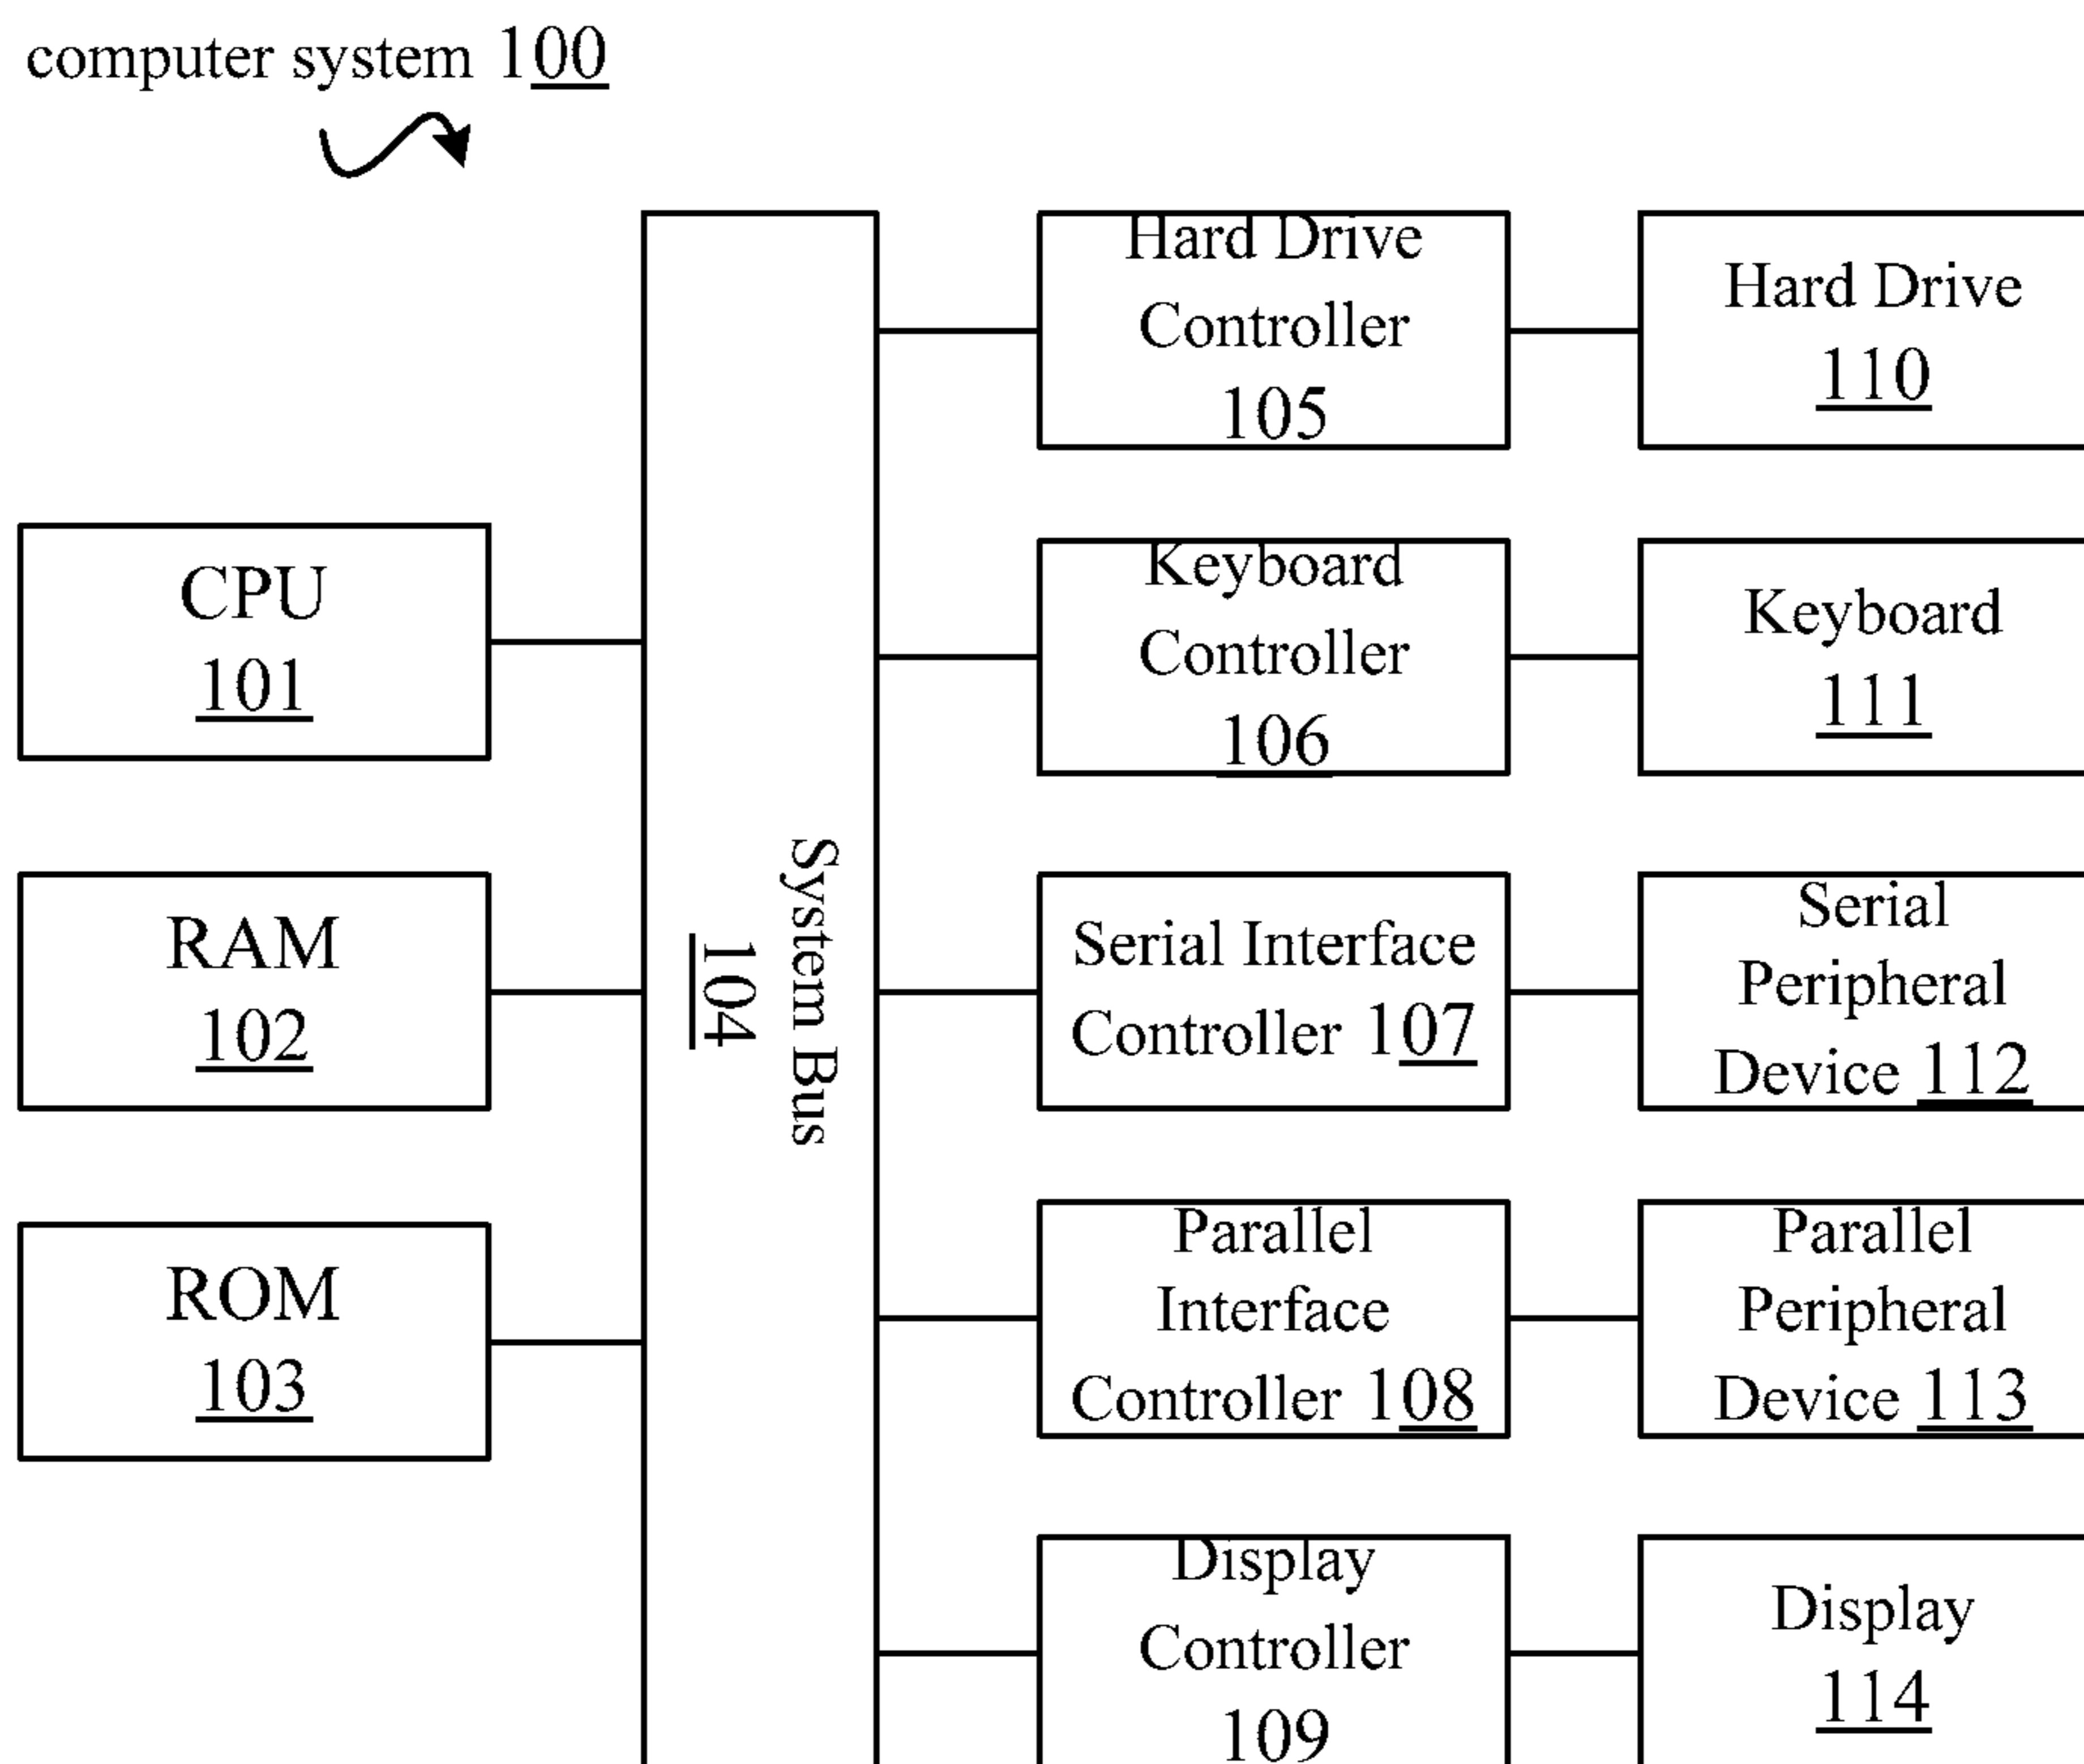 computer system 100
Hard Drive
Controller
105
Hard Drive
110
CPU
101
Keyboard
Controller
106
Keyboard
111
System Bus
104
RAM
102
Serial Interface
Controller 107
Serial
Peripheral
Device 112
ROM
103
Parallel
Interface
Controller 108
Parallel
Peripheral
Device 113
Display
Controller
109
Display
114